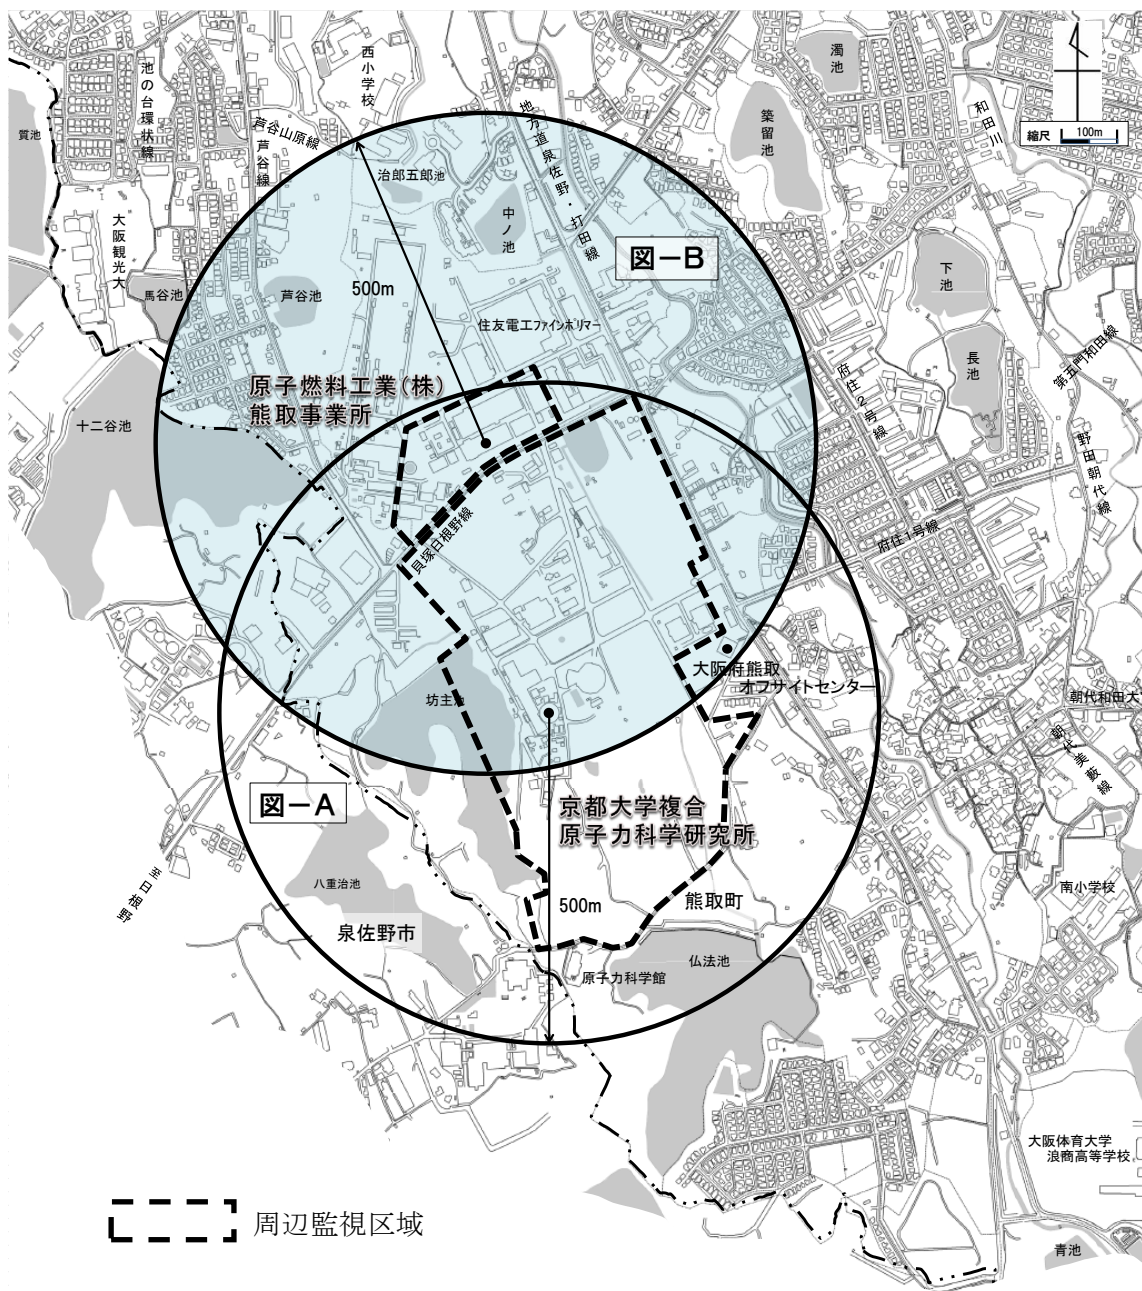 西小学校
池の台環状線
芦谷山原線
芦谷線
質池
大阪観光大
馬谷池
十二谷池
治郎五郎池
中ノ池
地方道泉佐野・打田線
濁池
築留池
和田川
縮尺 100m
図－B
500m
芦谷池
住友電工ファインポリマー
下池
長池
第五門和田線
府住2号線
野田朝代線
府住1号線
原子燃料工業(株)
熊取事業所
貝塚日根野線
大阪府熊取
オフサイトセンター
坊主池
朝代和田大
朝代美薮線
図－A
京都大学複合
原子力科学研究所
至日根野
八重治池
泉佐野市
500m
熊取町
南小学校
仏法池
原子力科学館
大阪体育大学
浪商高等学校
青池
周辺監視区域